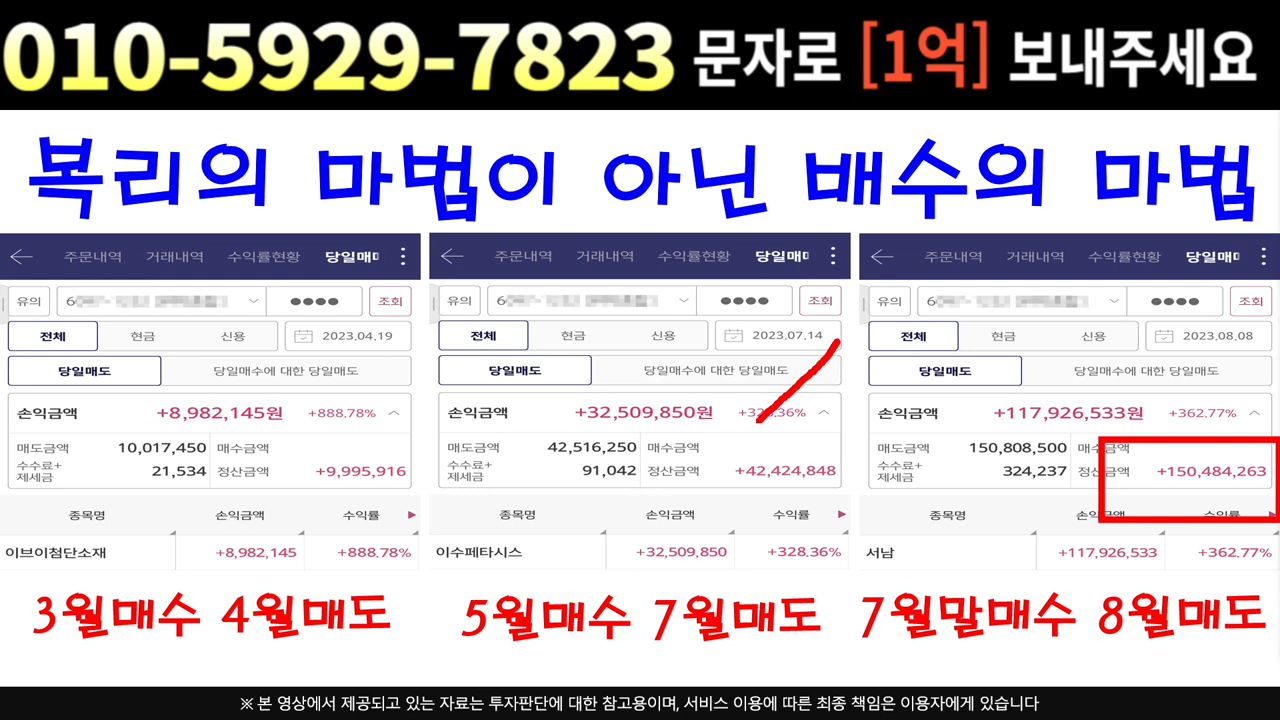 010-5929-7823 문자로 [1억] 보내주세요
복리의 마법이 아닌 배수의 마법
주문내역 거래내역 수익률현황 당일매
유의 6 조회
전체 현금 신용 2023.04.19
당일매도 당일매수에 대한 당일매도
손익금액 +8,982,145원 +888.78%
매도금액 10,017,450 매수금액
수수료+
제세금 21,534 정산금액 +9,995,916
종목명 손익금액 수익률
이브이첨단소재 +8,982,145 +888.78%
3월매수 4월매도
주문내역 거래내역 수익률현황 당일매
유의 6 조회
전체 현금 신용 2023.07.14
당일매도 당일매수에 대한 당일매도
손익금액 +32,509,850원
매도금액 42,516,250 매수금액
수수료+
제세금 91,042 정산금액 +42,424,848
종목명 손익금액 수익률
이수페타시스 +32,509,850 +328.36%
5월매수 7월매도
주문내역 거래내역 수익률현황 당일매
유의 6 조회
전체 현금 신용 2023.08.08
당일매도 당일매수에 대한 당일매도
손익금액 +117,926,533원 +362.77%
매도금액 150,808,500 매수금액
수수료+
제세금 324,237 정산금액 +150,484,263
종목명 손익금액 수익률
서남 +117,926,533 +362.77%
7월말매수 8월매도
※ 본 영상에서 제공되고 있는 자료는 투자판단에 대한 참고용이며, 서비스 이용에 따른 최종 책임은 이용자에게 있습니다